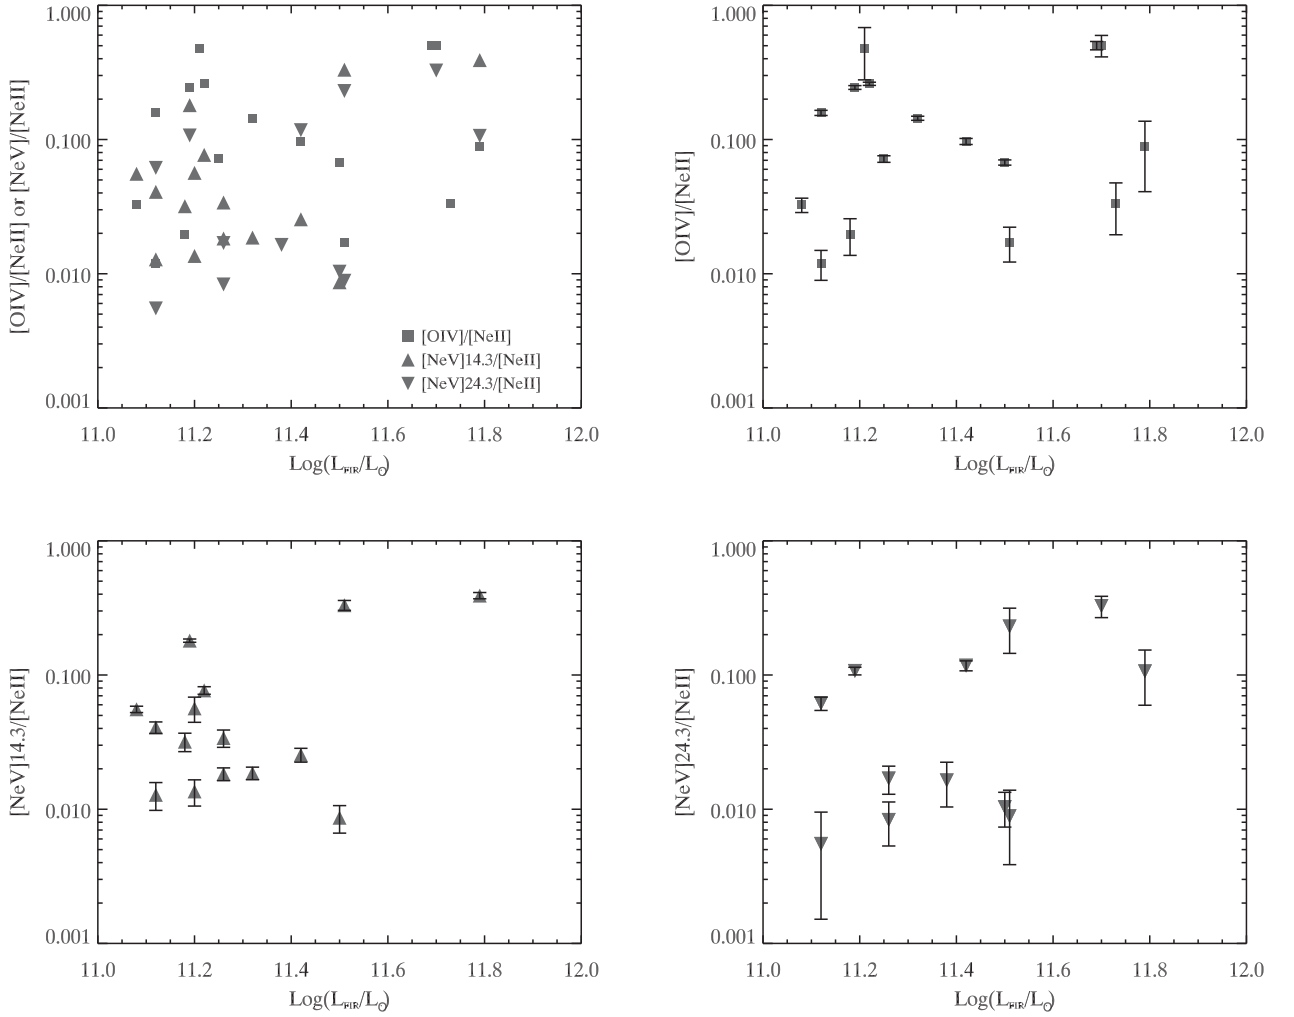 1.000
0.100
0.010
0.001
[OIV]/[NeII] or [NeV]/[NeII]
[OIV]/[NeII]
[NeV]14.3/[NeII]
[NeV]24.3/[NeII]
11.0 11.2 11.4 11.6 11.8 12.0
Log(L_FIR/L_⊙)
1.000
0.100
0.010
0.001
[OIV]/[NeII]
11.0 11.2 11.4 11.6 11.8 12.0
Log(L_FIR/L_⊙)
1.000
0.100
0.010
0.001
[NeV]14.3/[NeII]
11.0 11.2 11.4 11.6 11.8 12.0
Log(L_FIR/L_⊙)
1.000
0.100
0.010
0.001
[NeV]24.3/[NeII]
11.0 11.2 11.4 11.6 11.8 12.0
Log(L_FIR/L_⊙)